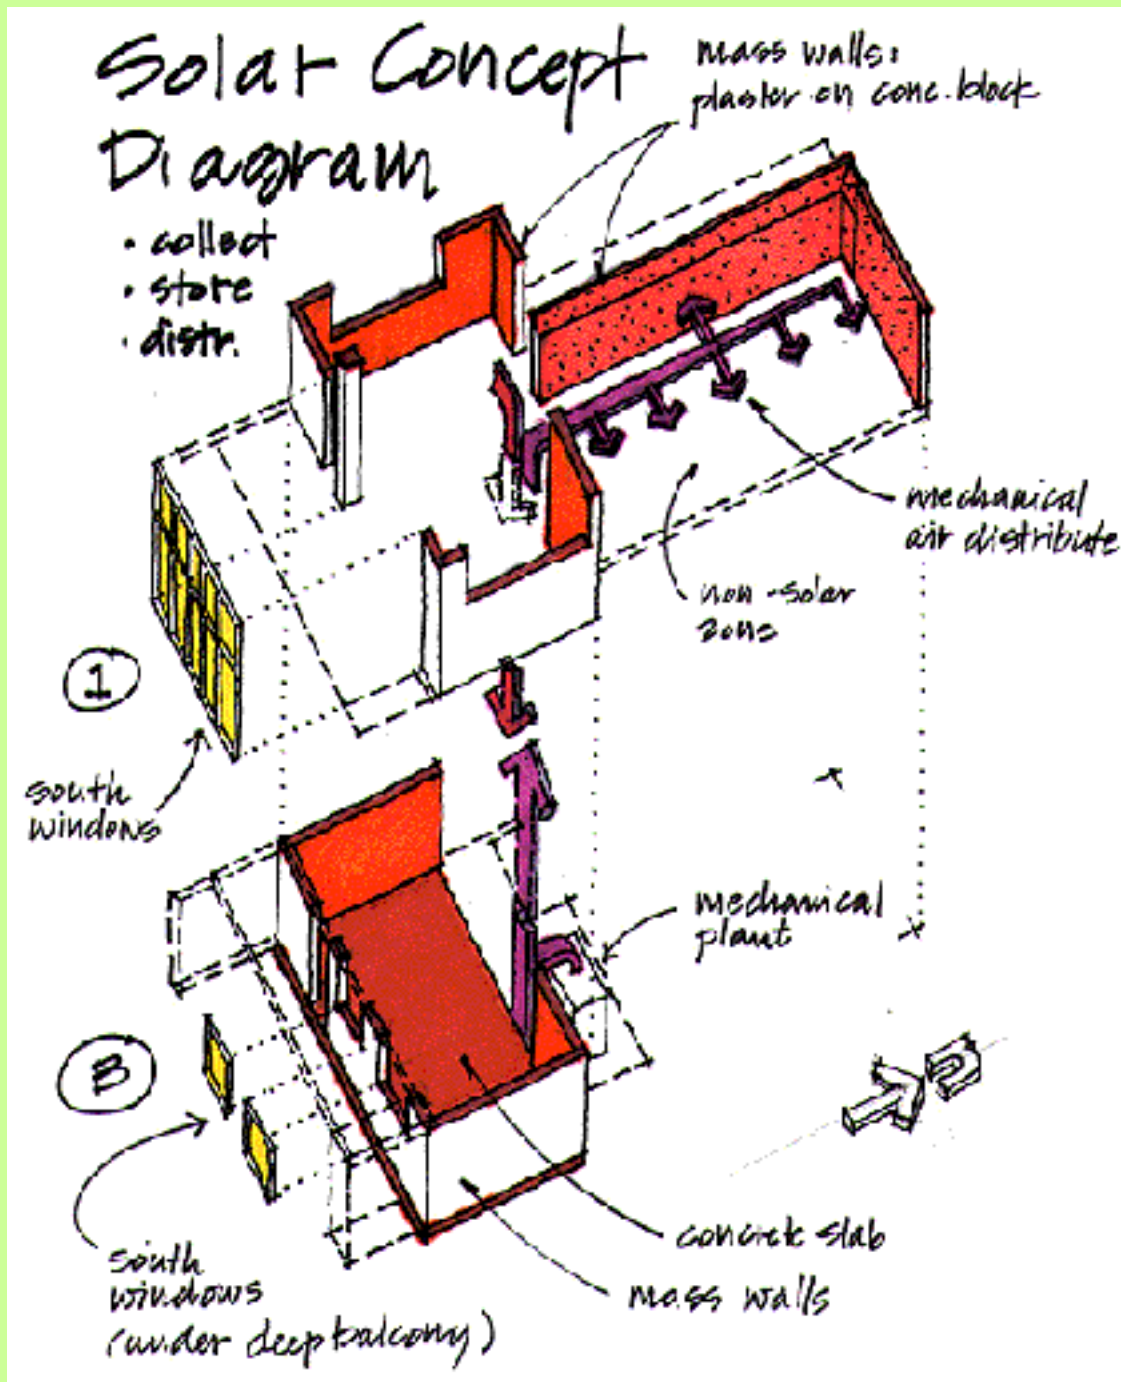 Solar Concept
Diagram
• collect
• store
• distr.
mass walls:
plaster on conc. block
mechanical
air distribute
non-solar
zone
1
south
windows
mechanical
plant
B
south
windows
(under deep balcony)
concrete slab
mass walls